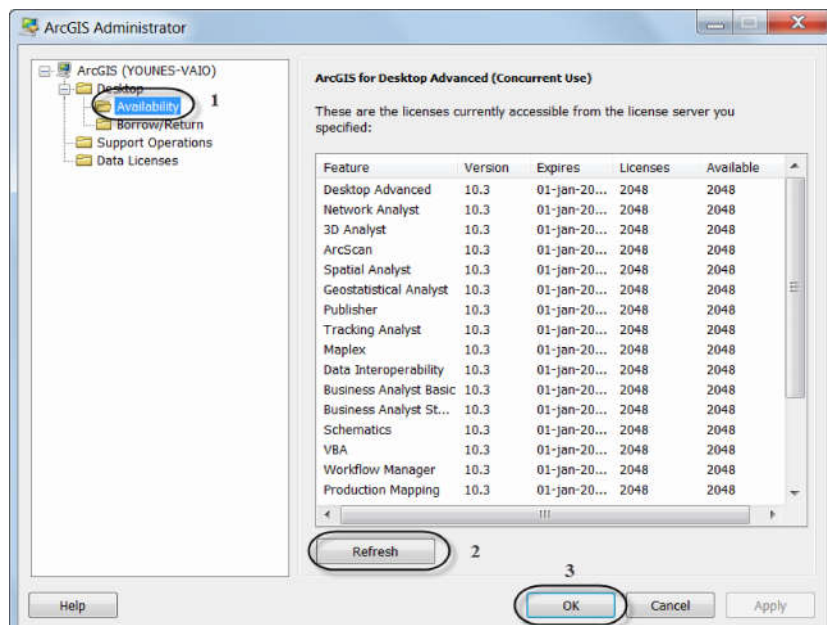 ArcGIS Administrator
ArcGIS (YOUNES-VAIO)
Desktop
Availability 1
Borrow/Return
Support Operations
Data Licenses
ArcGIS for Desktop Advanced (Concurrent Use)
These are the licenses currently accessible from the license server you
specified:
Feature Version Expires Licenses Available
Desktop Advanced 10.3 01-jan-20... 2048 2048
Network Analyst 10.3 01-jan-20... 2048 2048
3D Analyst 10.3 01-jan-20... 2048 2048
ArcScan 10.3 01-jan-20... 2048 2048
Spatial Analyst 10.3 01-jan-20... 2048 2048
Geostatistical Analyst 10.3 01-jan-20... 2048 2048
Publisher 10.3 01-jan-20... 2048 2048
Tracking Analyst 10.3 01-jan-20... 2048 2048
Maplex 10.3 01-jan-20... 2048 2048
Data Interoperability 10.3 01-jan-20... 2048 2048
Business Analyst Basic 10.3 01-jan-20... 2048 2048
Business Analyst St... 10.3 01-jan-20... 2048 2048
Schematics 10.3 01-jan-20... 2048 2048
VBA 10.3 01-jan-20... 2048 2048
Workflow Manager 10.3 01-jan-20... 2048 2048
Production Mapping 10.3 01-jan-20... 2048 2048
Refresh 2
3
Help OK Cancel Apply